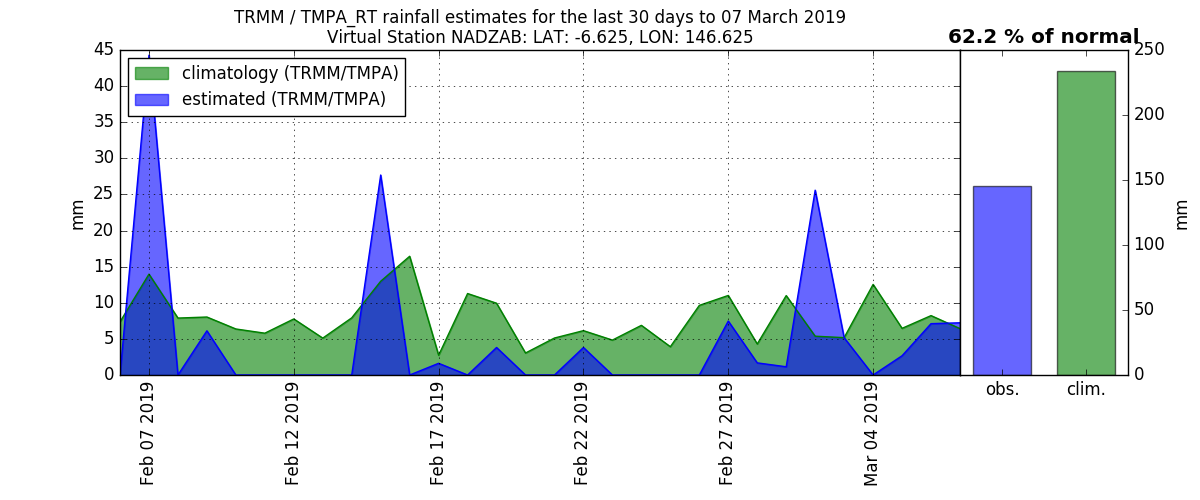 TRMM / TMPA_RT rainfall estimates for the last 30 days to 07 March 2019
Virtual Station NADZAB: LAT: -6.625, LON: 146.625
62.2 % of normal
climatology (TRMM/TMPA)
estimated (TRMM/TMPA)
mm
45
40
35
30
25
20
15
10
5
0
Feb 07 2019
Feb 12 2019
Feb 17 2019
Feb 22 2019
Feb 27 2019
Mar 04 2019
obs.
clim.
250
200
150
100
50
0
mm